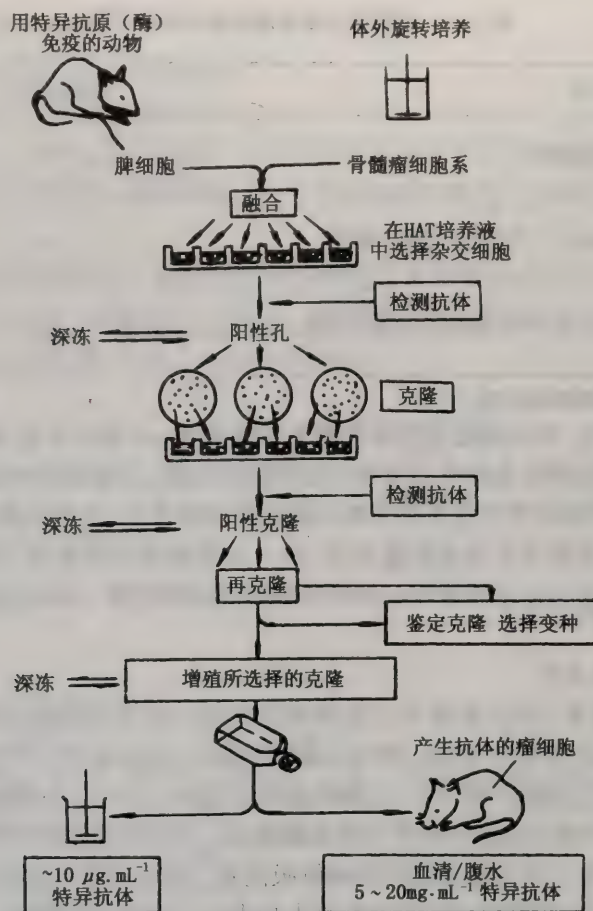 用特异抗原（酶）
免疫的动物
体外旋转培养
脾细胞
骨髓瘤细胞系
融合
在HAT培养液
中选择杂交细胞
检测抗体
深冻
阳性孔
克隆
检测抗体
深冻
阳性克隆
再克隆
鉴定克隆 选择变种
深冻
增殖所选择的克隆
产生抗体的瘤细胞
~10 μg.mL⁻¹
特异抗体
血清/腹水
5～20mg·mL⁻¹ 特异抗体